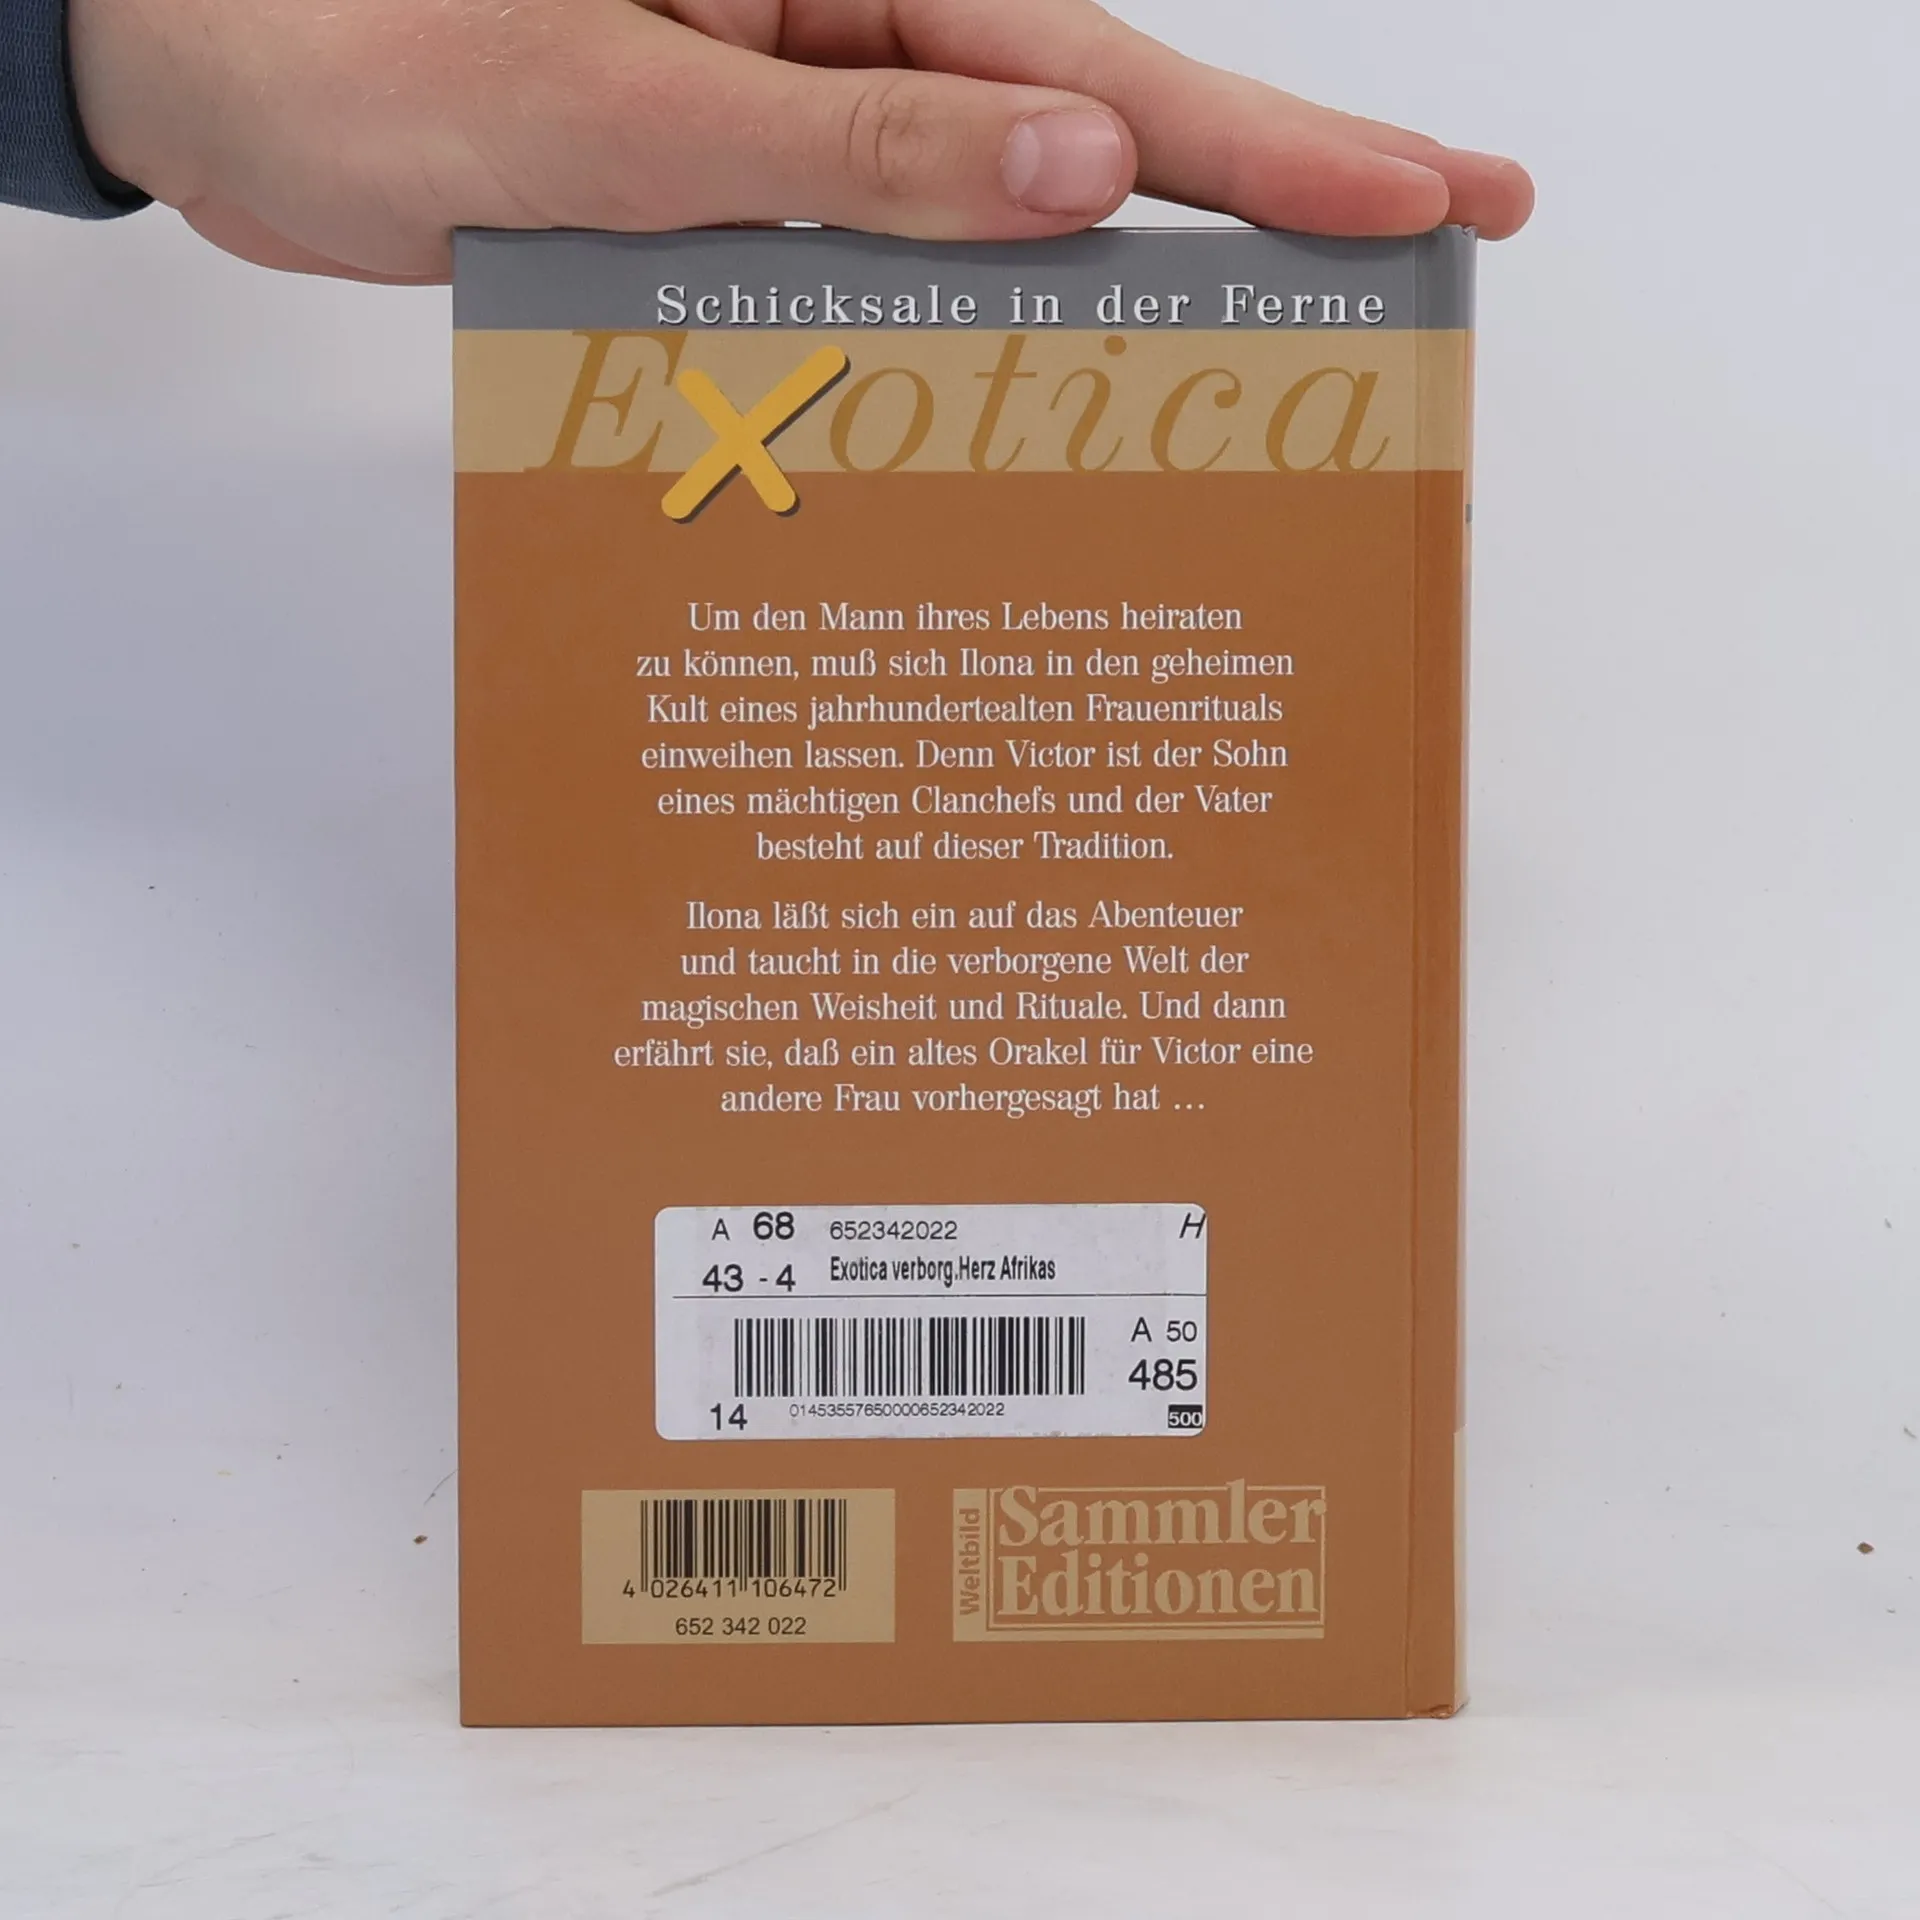 Schicksale in der Ferne
Exotica
Um den Mann ihres Lebens heiraten
zu können, muß sich Ilona in den geheimen
Kult eines jahrhundertealten Frauenrituals
einweihen lassen. Denn Victor ist der Sohn
eines mächtigen Clanchefs und der Vater
besteht auf dieser Tradition.
Ilona läßt sich ein auf das Abenteuer
und taucht in die verborgene Welt der
magischen Weisheit und Rituale. Und dann
erfährt sie, daß ein altes Orakel für Victor eine
andere Frau vorhergesagt hat ...
A 68 652342022 H
43 - 4 Exotica verborg.Herz Afrikas
A 50
485
14 01453557650000652342022 500
4 026411 106472
652 342 022
Weltbild
Sammler
Editionen